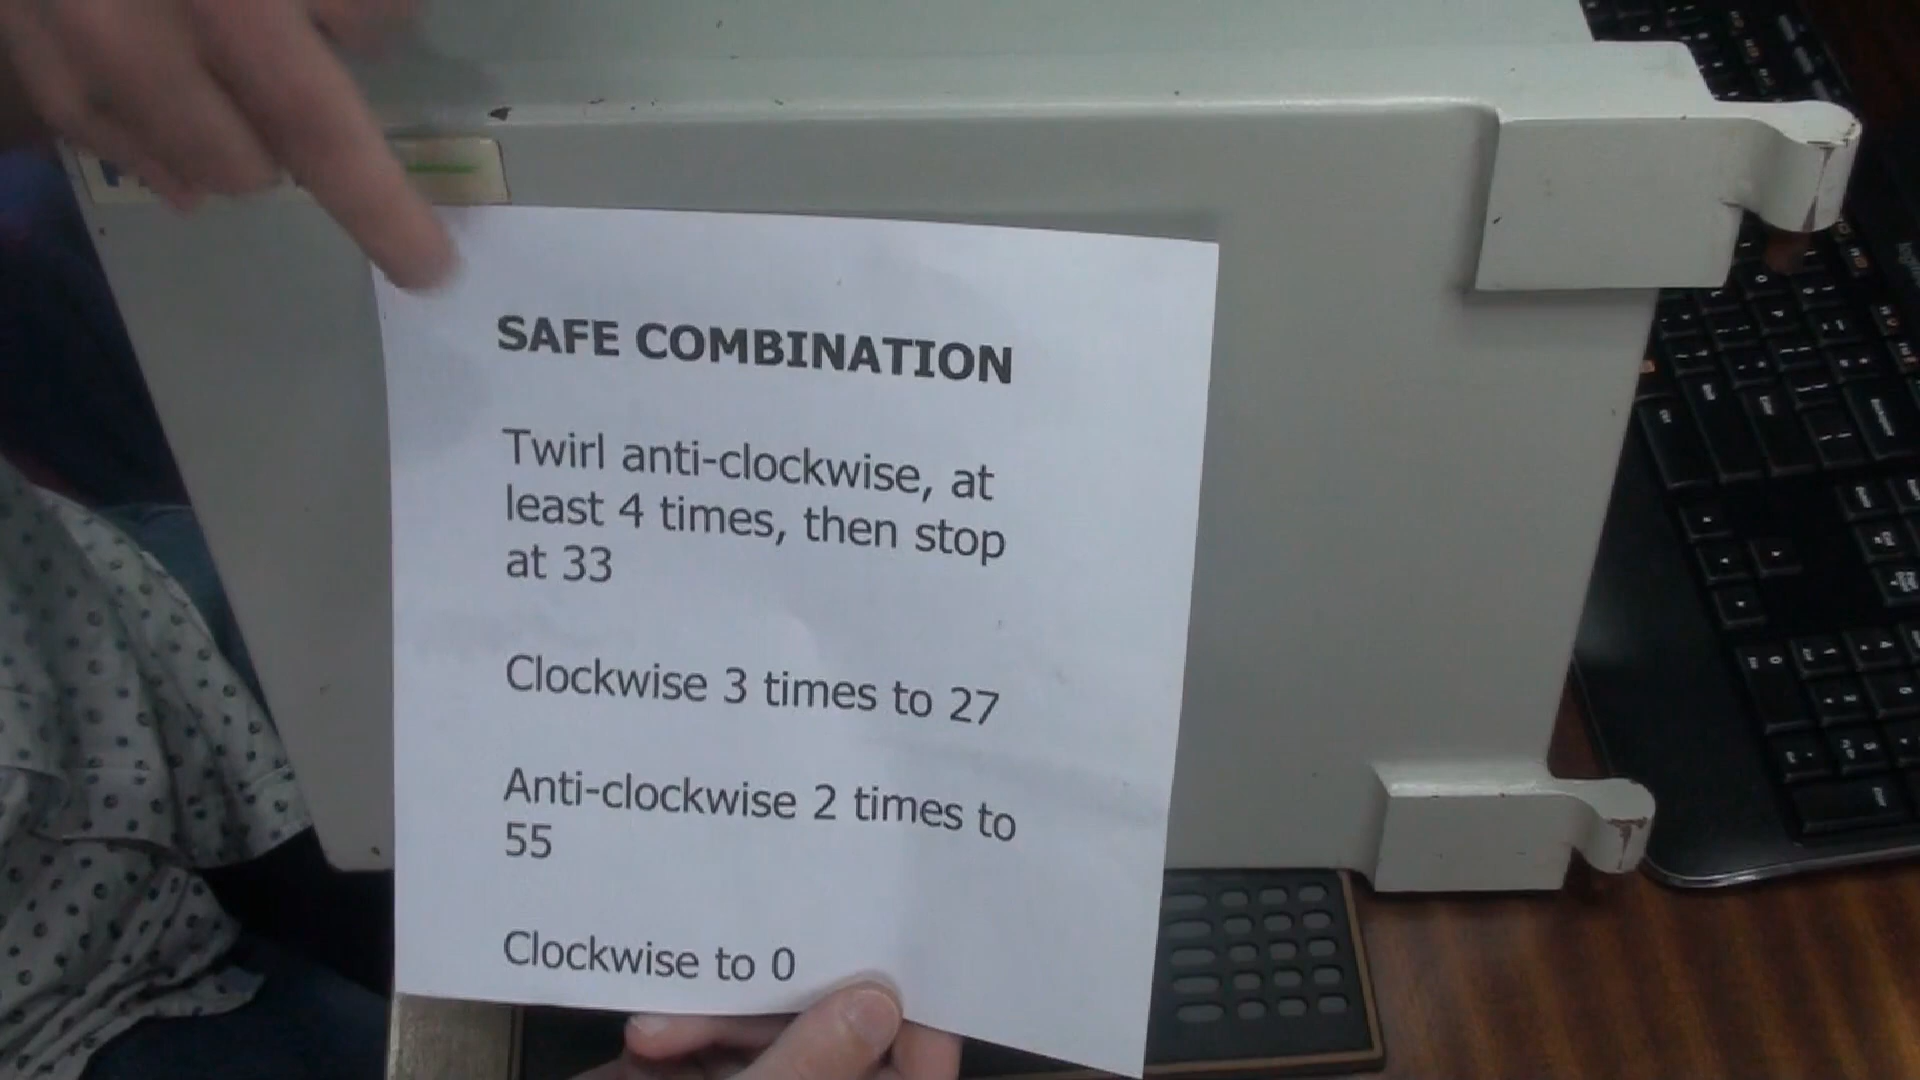 SAFE COMBINATION
Twirl anti-clockwise, at
least 4 times, then stop
at 33
Clockwise 3 times to 27
Anti-clockwise 2 times to
55
Clockwise to 0